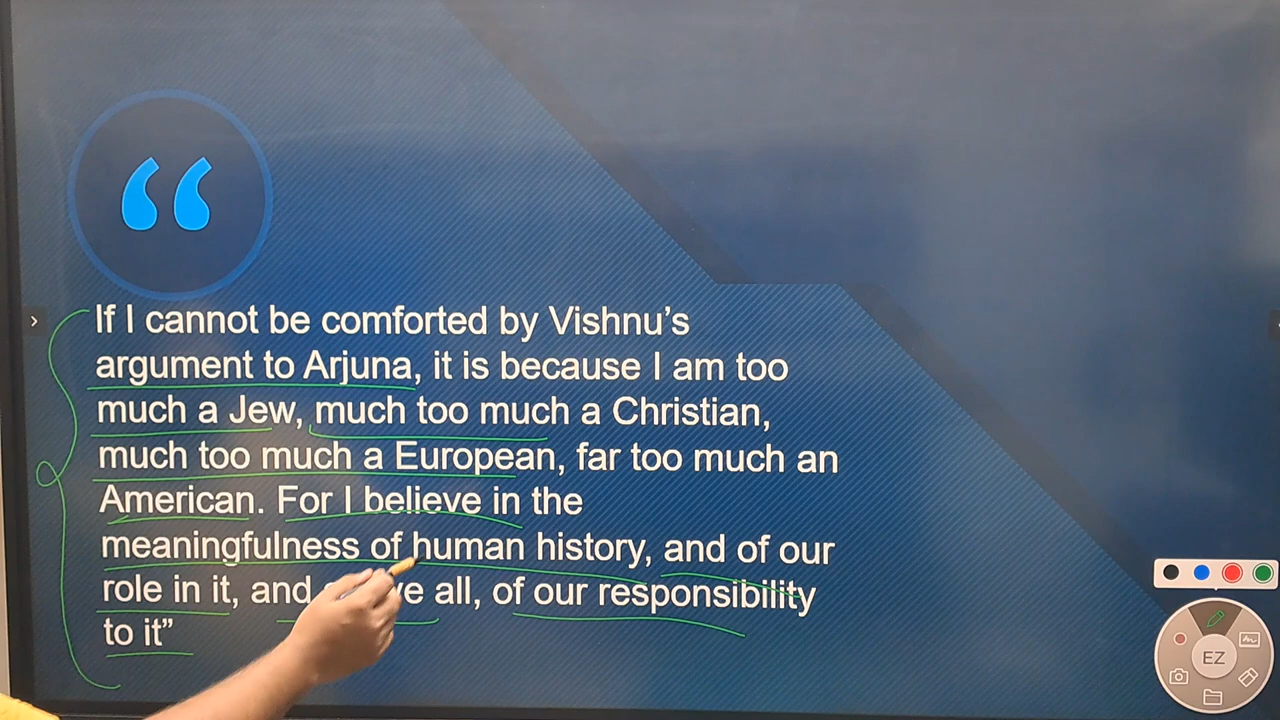 “
If I cannot be comforted by Vishnu’s
argument to Arjuna, it is because I am too
much a Jew, much too much a Christian,
much too much a European, far too much an
American. For I believe in the
meaningfulness of human history, and of our
role in it, and ve all, of our responsibility
to it”
EZ